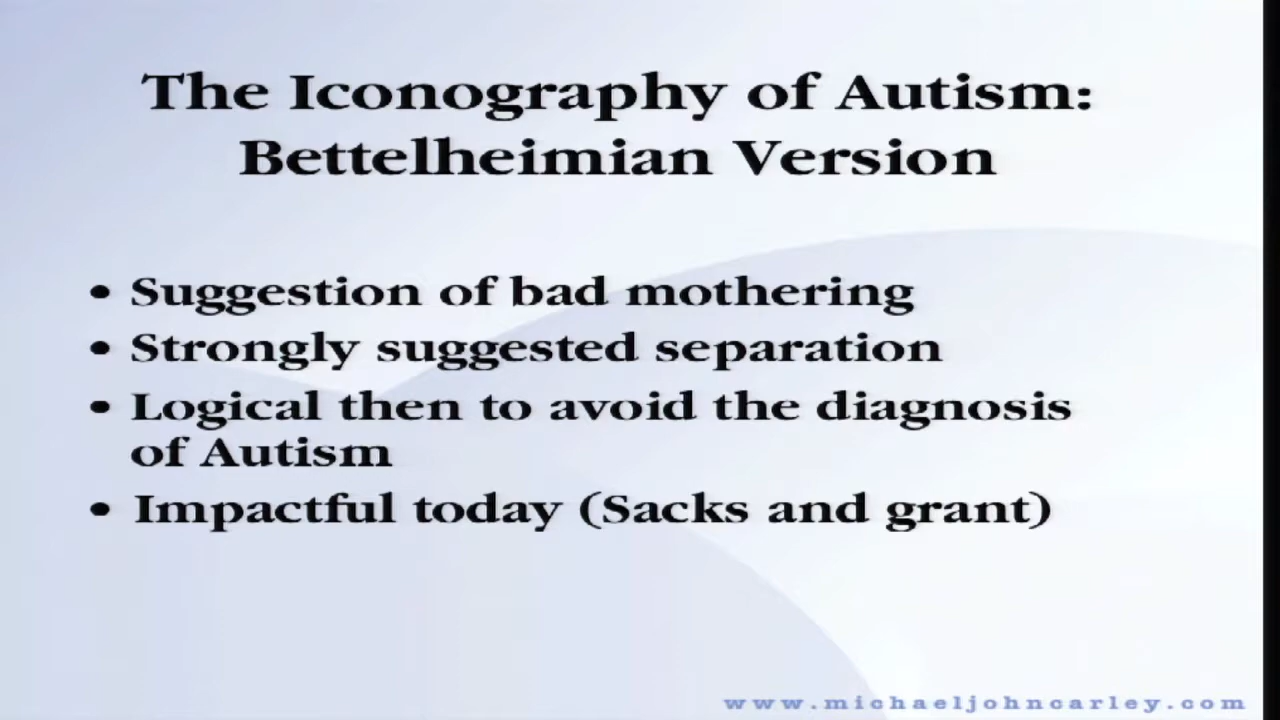 The Iconography of Autism:
Bettelheimian Version
• Suggestion of bad mothering
• Strongly suggested separation
• Logical then to avoid the diagnosis
of Autism
• Impactful today (Sacks and grant)
www.michaeljohncarley.com